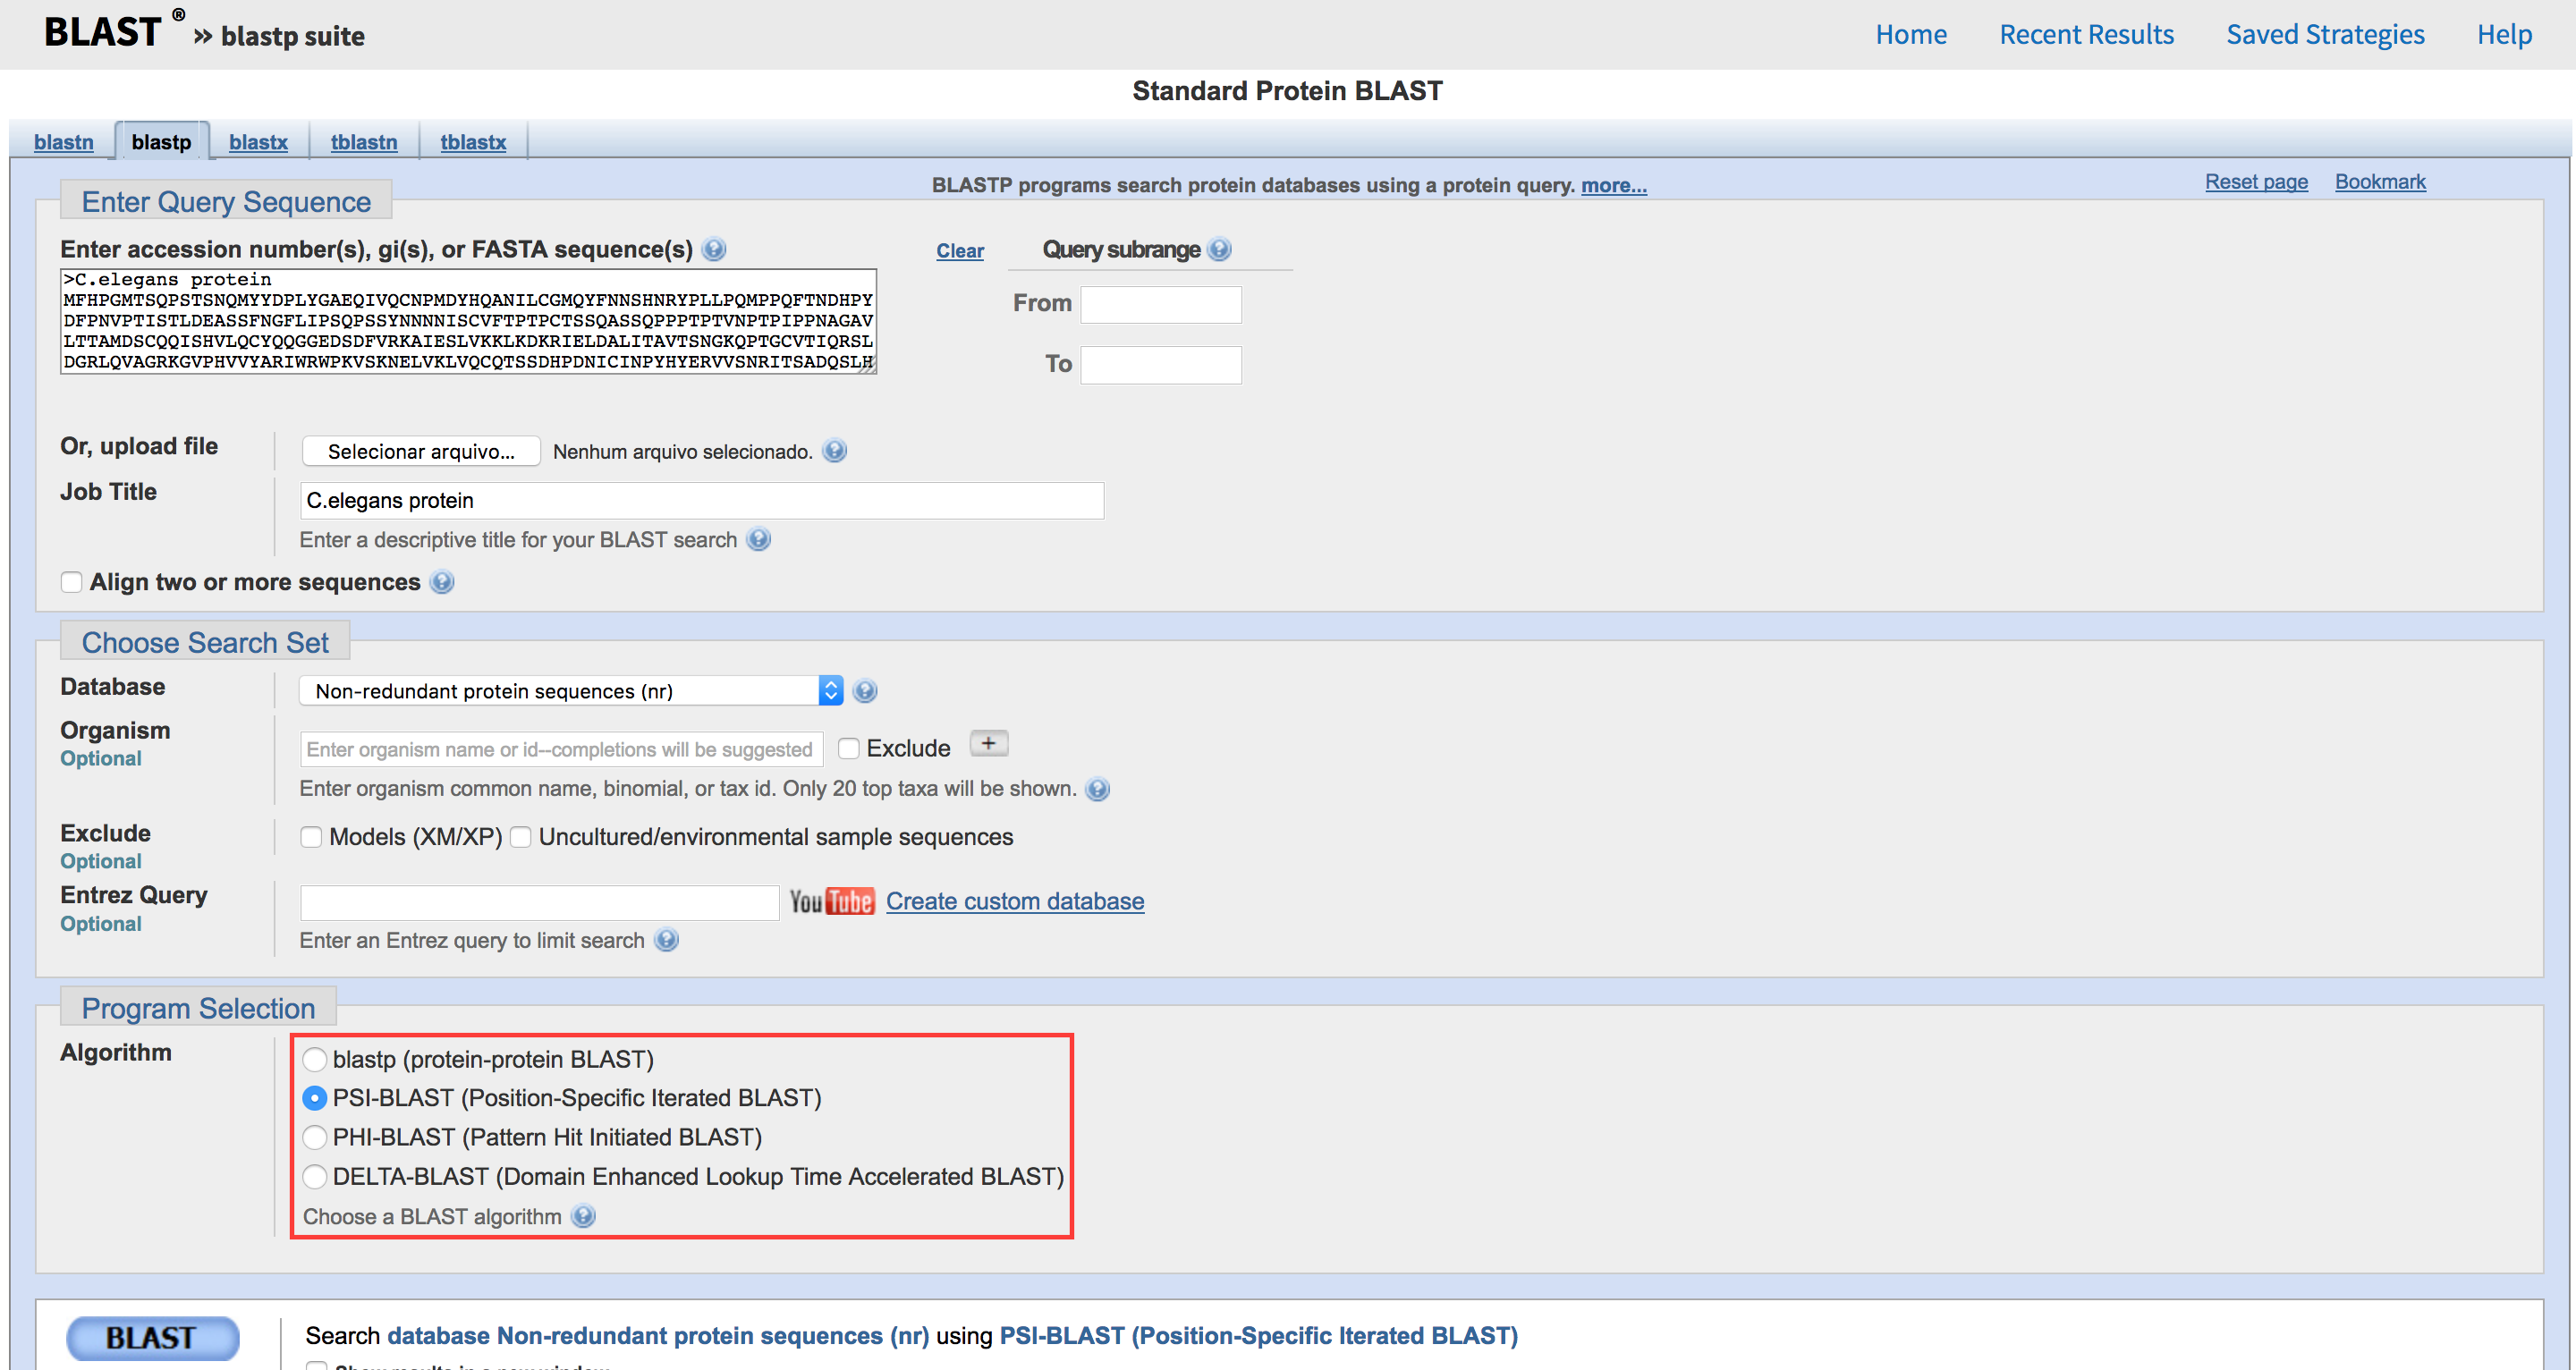 BLAST ® » blastp suite
Home Recent Results Saved Strategies Help
Standard Protein BLAST
blastn blastp blastx tblastn tblastx
BLASTP programs search protein databases using a protein query. more...
Reset page Bookmark
Enter Query Sequence
Enter accession number(s), gi(s), or FASTA sequence(s)
Clear
Query subrange
>C.elegans protein
MFHPGMTSQPSTSNQMYYDPLYGAEQIVQCNPMDYHQANILCGMQYFNNSHNRYPLLPQMPPQFTNDHPY
DFPNVPTISTLDEASSFNGFLIPSQPSSYNNNNISCVFTPTPCTSSQASSQPPPTPTVNPTPIPPNAGAV
LTTAMDSCQQISHVLQCYQQGGEDSDFVRKAIESLVKKLKDKRIELDALITAVTSNGKQPTGCVTIQRSL
DGRLQVAGRKGVPHVVYARIWRWPKVSKNELVKLVQCQTSSDHPDNICINPYHYERVVSNRITSADQSLH
From
To
Or, upload file
Selecionar arquivo...
Nenhum arquivo selecionado.
Job Title
C.elegans protein
Enter a descriptive title for your BLAST search
Align two or more sequences
Choose Search Set
Database
Non-redundant protein sequences (nr)
Organism
Optional
Enter organism name or id--completions will be suggested
Exclude
+
Enter organism common name, binomial, or tax id. Only 20 top taxa will be shown.
Exclude
Optional
Models (XM/XP) Uncultured/environmental sample sequences
Entrez Query
Optional
YouTube Create custom database
Enter an Entrez query to limit search
Program Selection
Algorithm
blastp (protein-protein BLAST)
PSI-BLAST (Position-Specific Iterated BLAST)
PHI-BLAST (Pattern Hit Initiated BLAST)
DELTA-BLAST (Domain Enhanced Lookup Time Accelerated BLAST)
Choose a BLAST algorithm
BLAST
Search database Non-redundant protein sequences (nr) using PSI-BLAST (Position-Specific Iterated BLAST)
Show results in a new window